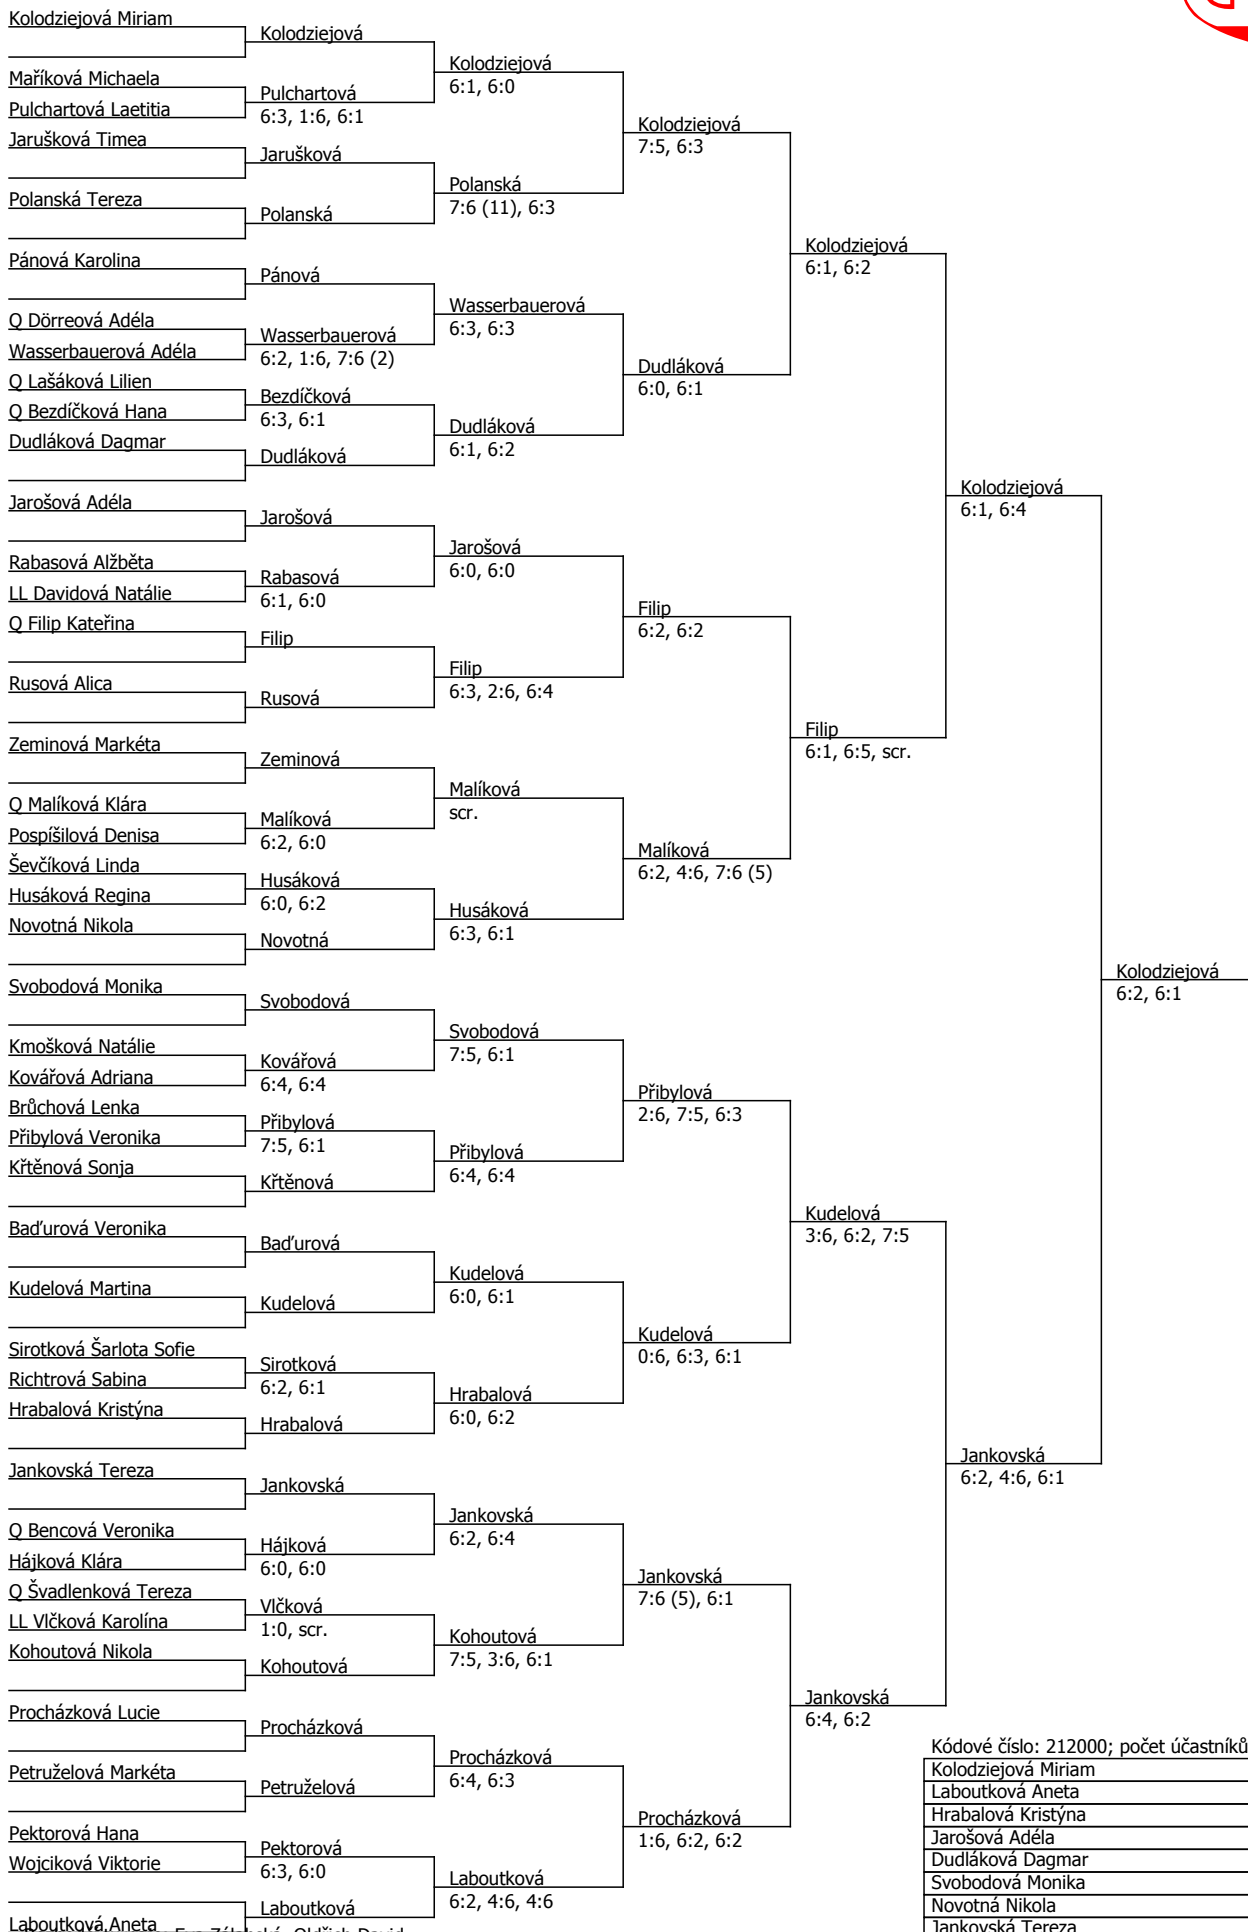 Kolodziejová Miriam
Maříková Michaela
Pulchartová Laetitia
Jarušková Timea
Polanská Tereza
Pánová Karolina
Q Dörreová Adéla
Wasserbauerová Adéla
Q Lašáková Lilien
Q Bezdíčková Hana
Dudláková Dagmar
Jarošová Adéla
Rabasová Alžběta
LL Davidová Natálie
Q Filip Kateřina
Rusová Alica
Zeminová Markéta
Q Malíková Klára
Pospíšilová Denisa
Ševčíková Linda
Husáková Regina
Novotná Nikola
Svobodová Monika
Kmošková Natálie
Kovářová Adriana
Brůchová Lenka
Přibylová Veronika
Křtěnová Sonja
Baďurová Veronika
Kudelová Martina
Sirotková Šarlota Sofie
Richtrová Sabina
Hrabalová Kristýna
Jankovská Tereza
Q Bencová Veronika
Hájková Klára
Q Švadlenková Tereza
LL Vlčková Karolína
Kohoutová Nikola
Procházková Lucie
Petruželová Markéta
Pektorová Hana
Wojciková Viktorie
Laboutková Aneta
Kolodziejová
Pulchartová
6:3, 1:6, 6:1
Jarušková
Polanská
Pánová
Wasserbauerová
6:2, 1:6, 7:6 (2)
Bezdíčková
6:3, 6:1
Dudláková
Jarošová
Rabasová
6:1, 6:0
Filip
Rusová
Zeminová
Malíková
6:2, 6:0
Husáková
6:0, 6:2
Novotná
Svobodová
Kovářová
6:4, 6:4
Přibylová
7:5, 6:1
Křtěnová
Baďurová
Kudelová
Sirotková
6:2, 6:1
Hrabalová
Jankovská
Hájková
6:0, 6:0
Vlčková
1:0, scr.
Kohoutová
Procházková
Petruželová
Pektorová
6:3, 6:0
Laboutková
Kolodziejová
6:1, 6:0
Polanská
7:6 (11), 6:3
Wasserbauerová
6:3, 6:3
Dudláková
6:1, 6:2
Jarošová
6:0, 6:0
Filip
6:3, 2:6, 6:4
Malíková
scr.
Husáková
6:3, 6:1
Svobodová
7:5, 6:1
Přibylová
6:4, 6:4
Kudelová
6:0, 6:1
Hrabalová
6:0, 6:2
Jankovská
6:2, 6:4
Kohoutová
7:5, 3:6, 6:1
Procházková
6:4, 6:3
Laboutková
6:2, 4:6, 4:6
Kolodziejová
7:5, 6:3
Dudláková
6:0, 6:1
Filip
6:2, 6:2
Malíková
6:2, 4:6, 7:6 (5)
Přibylová
2:6, 7:5, 6:3
Kudelová
0:6, 6:3, 6:1
Jankovská
7:6 (5), 6:1
Procházková
1:6, 6:2, 6:2
Kolodziejová
6:1, 6:2
Filip
6:1, 6:5, scr.
Kudelová
3:6, 6:2, 7:5
Jankovská
6:4, 6:2
Kolodziejová
6:1, 6:4
Jankovská
6:2, 4:6, 6:1
Kolodziejová
6:2, 6:1
Kódové číslo: 212000; počet účastníků
Kolodziejová Miriam
Laboutková Aneta
Hrabalová Kristýna
Jarošová Adéla
Dudláková Dagmar
Svobodová Monika
Novotná Nikola
Jankovská Tereza